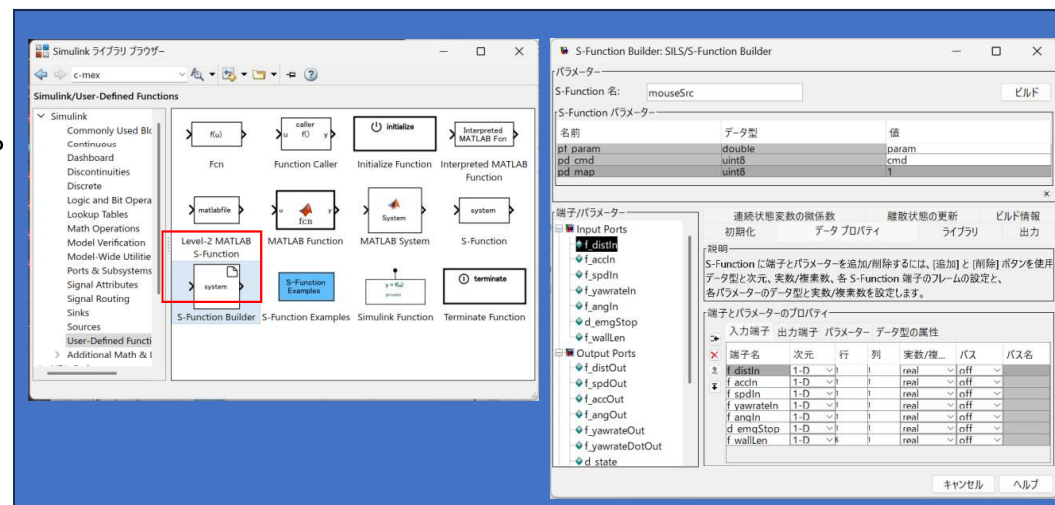 Simulink ライブラリ ブラウザー
c-mex
Simulink/User-Defined Functions
Simulink
Commonly Used Blc
Continuous
Dashboard
Discontinuities
Discrete
Logic and Bit Opera
Lookup Tables
Math Operations
Model Verification
Model-Wide Utilitie
Ports & Subsystems
Signal Attributes
Signal Routing
Sinks
Sources
User-Defined Functi
Additional Math & I
f(u)
Fcn
caller
u f() y
Function Caller
initialize
Initialize Function
Interpreted
MATLAB Fcn
Interpreted MATLAB
Function
matlabfile
Level-2 MATLAB
S-Function
u fcn y
MATLAB Function
System
MATLAB System
system
S-Function
system
S-Function Builder
S-Function
Examples
S-Function Examples
y = f(u)
private
Simulink Function
terminate
Terminate Function
S-Function Builder: SILS/S-Function Builder
パラメーター
S-Function 名:
mouseSrc
ビルド
S-Function パラメーター
名前 データ型 値
pf_param double param
pd_cmd uint8 cmd
pd_map uint8 1
端子/パラメーター
Input Ports
f_distIn
f_accIn
f_spdIn
f_yawrateIn
f_angIn
d_emgStop
f_wallLen
Output Ports
f_distOut
f_spdOut
f_accOut
f_angOut
f_yawrateOut
f_yawrateDotOut
d_state
連続状態変数の微係数 離散状態の更新 ビルド情報
初期化 データ プロパティ ライブラリ 出力
説明
S-Function に端子とパラメーターを追加/削除するには、[追加] と [削除] ボタンを使用
データ型と次元、実数/複素数、各 S-Function 端子のフレームの設定と、
各パラメーターのデータ型と実数/複素数を設定します。
端子とパラメーターのプロパティ
入力端子 出力端子 パラメーター データ型の属性
端子名 次元 行 列 実数/複... バス バス名
f_distIn 1-D 1 1 real off
f_accIn 1-D 1 1 real off
f_spdIn 1-D 1 1 real off
f_yawrateIn 1-D 1 1 real off
f_angIn 1-D 1 1 real off
d_emgStop 1-D 1 1 real off
f_wallLen 1-D 1 real off
キャンセル ヘルプ